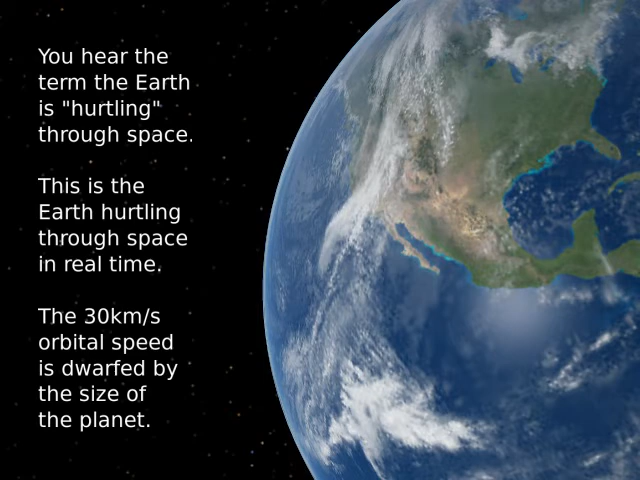 You hear the
term the Earth
is "hurtling"
through space.
This is the
Earth hurtling
through space
in real time.
The 30km/s
orbital speed
is dwarfed by
the size of
the planet.